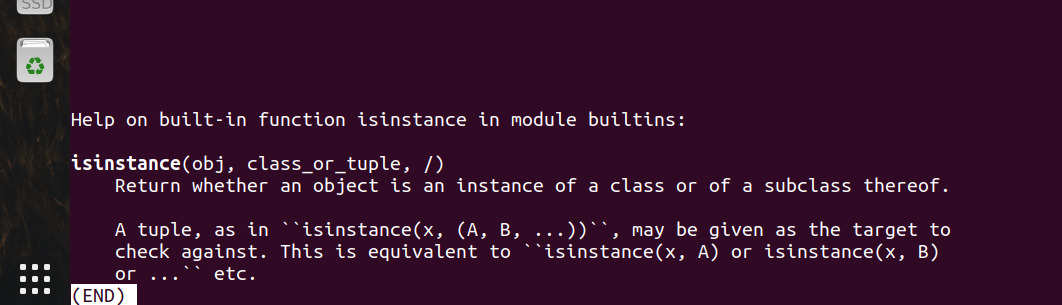 SSD
Help on built-in function isinstance in module builtins:
isinstance(obj, class_or_tuple, /)
Return whether an object is an instance of a class or of a subclass thereof.
A tuple, as in ``isinstance(x, (A, B, ...))``, may be given as the target to
check against. This is equivalent to ``isinstance(x, A) or isinstance(x, B)
or ...`` etc.
(END)